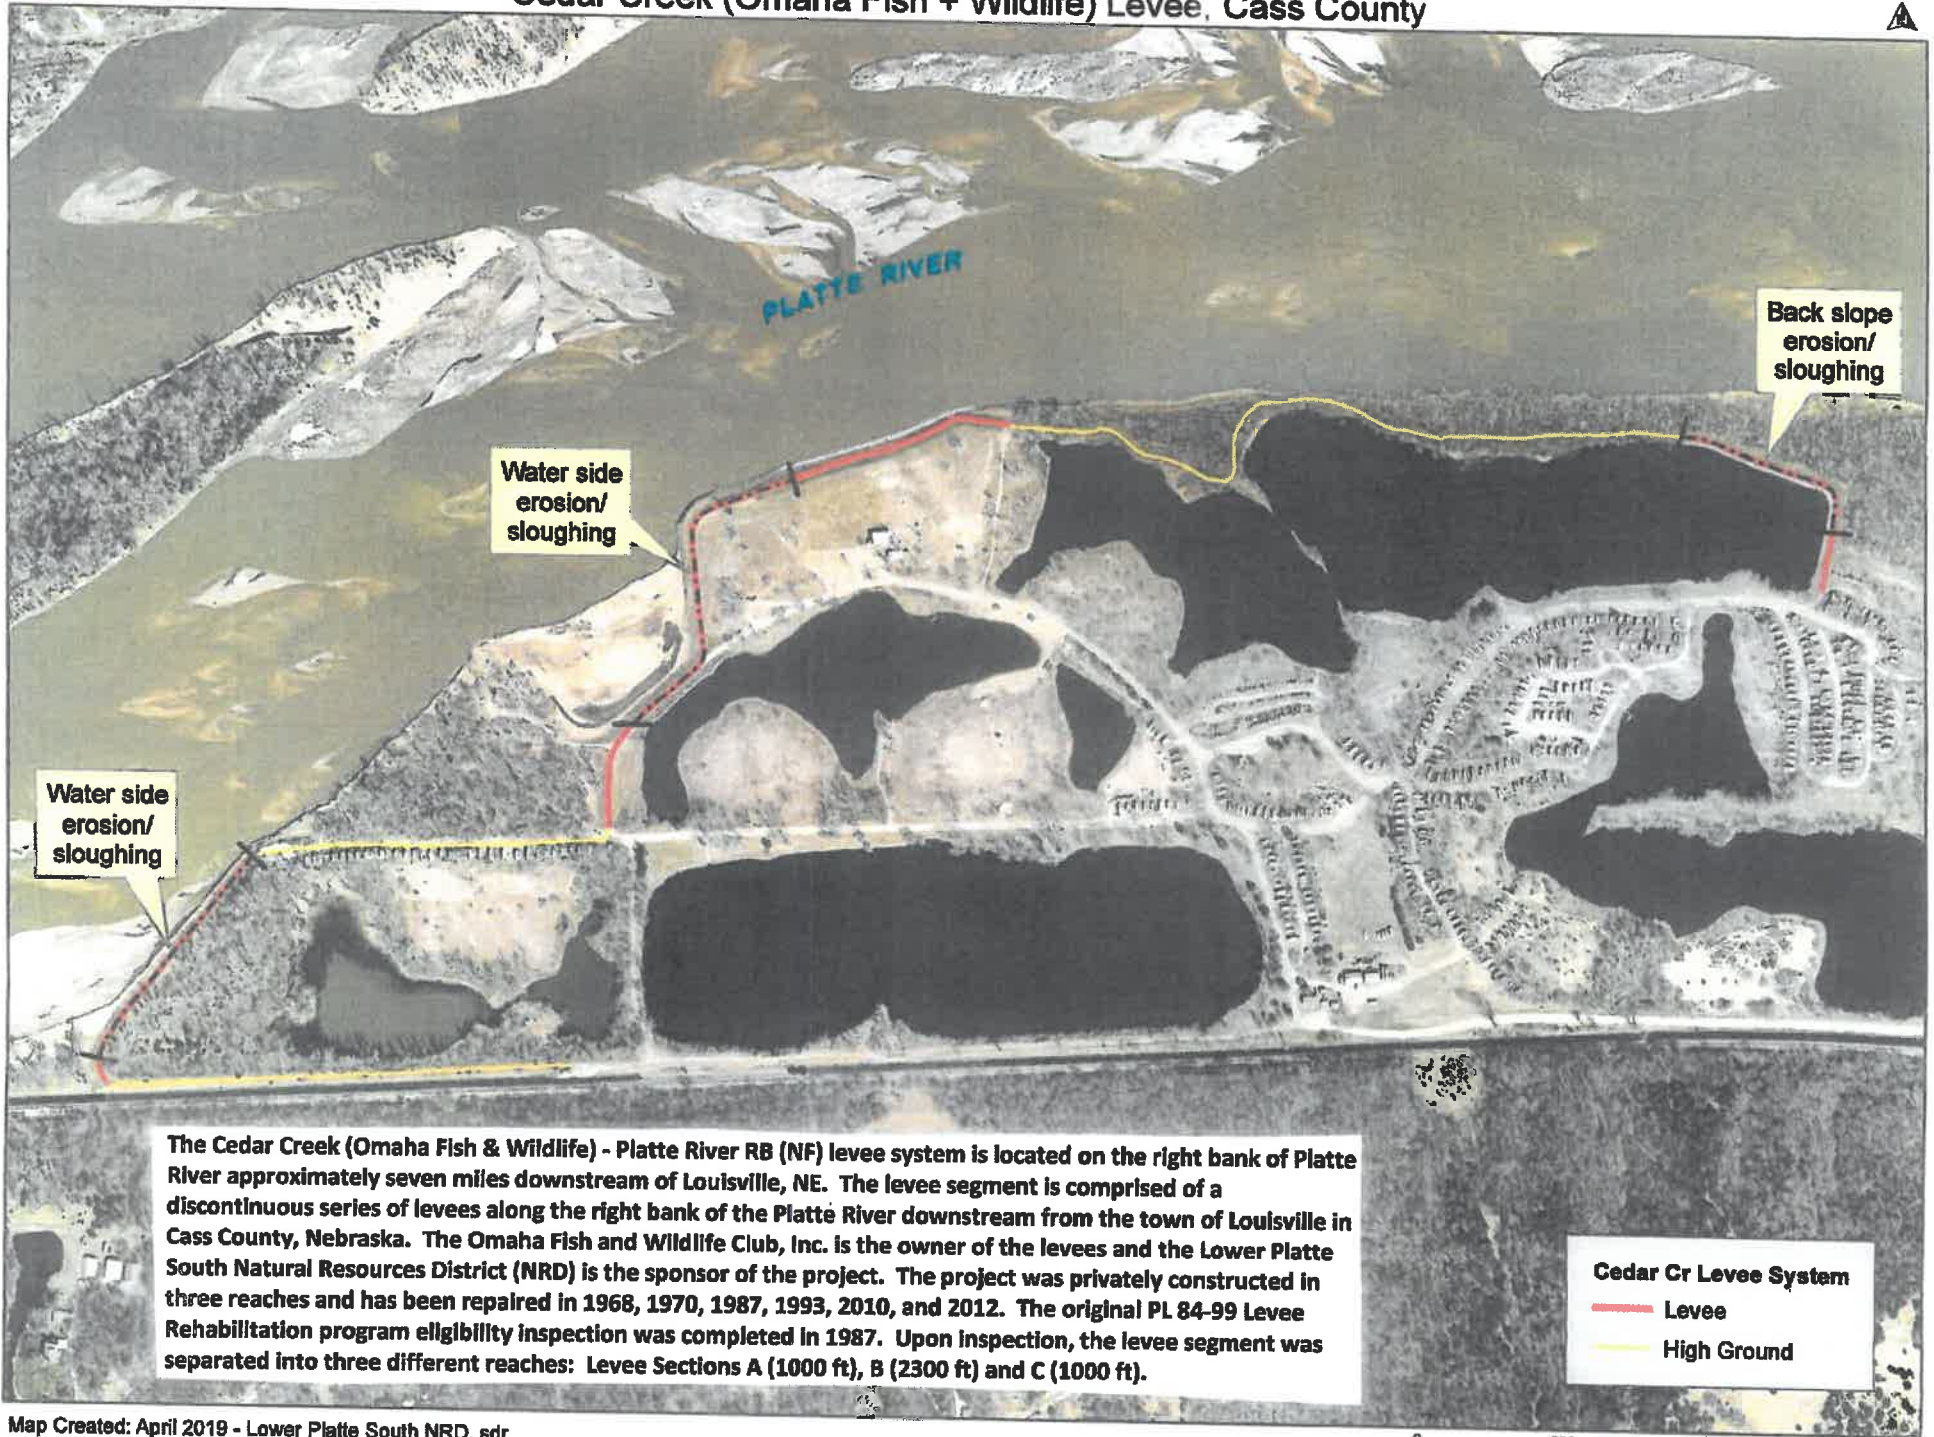 Cedar Creek (Omaha Fish + Wildlife) Levee, Cass County
PLATTE RIVER
Back slope
erosion/
sloughing
Water side
erosion/
sloughing
Water side
erosion/
sloughing
The Cedar Creek (Omaha Fish & Wildlife) - Platte River RB (NF) levee system is located on the right bank of Platte
River approximately seven miles downstream of Louisville, NE. The levee segment is comprised of a
discontinuous series of levees along the right bank of the Platte River downstream from the town of Louisville in
Cass County, Nebraska. The Omaha Fish and Wildlife Club, Inc. is the owner of the levees and the Lower Platte
South Natural Resources District (NRD) is the sponsor of the project. The project was privately constructed in
three reaches and has been repaired in 1968, 1970, 1987, 1993, 2010, and 2012. The original PL 84-99 Levee
Rehabilitation program eligibility inspection was completed in 1987. Upon inspection, the levee segment was
separated into three different reaches: Levee Sections A (1000 ft), B (2300 ft) and C (1000 ft).
Cedar Cr Levee System
Levee
High Ground
Map Created: April 2019 - Lower Platte South NRD, sdr